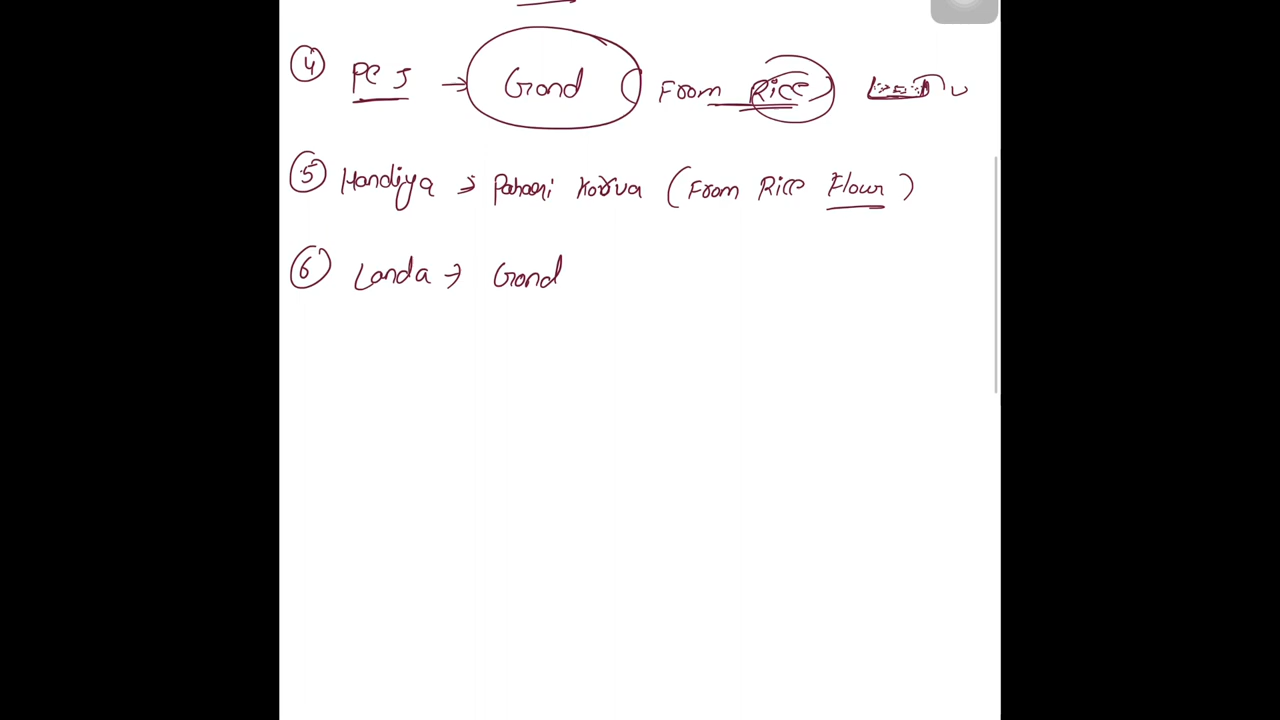 ④ Pej → Gond From Rice
⑤ Handiya → Pahari Korva (From Rice Flour)
⑥ Landa → Gond